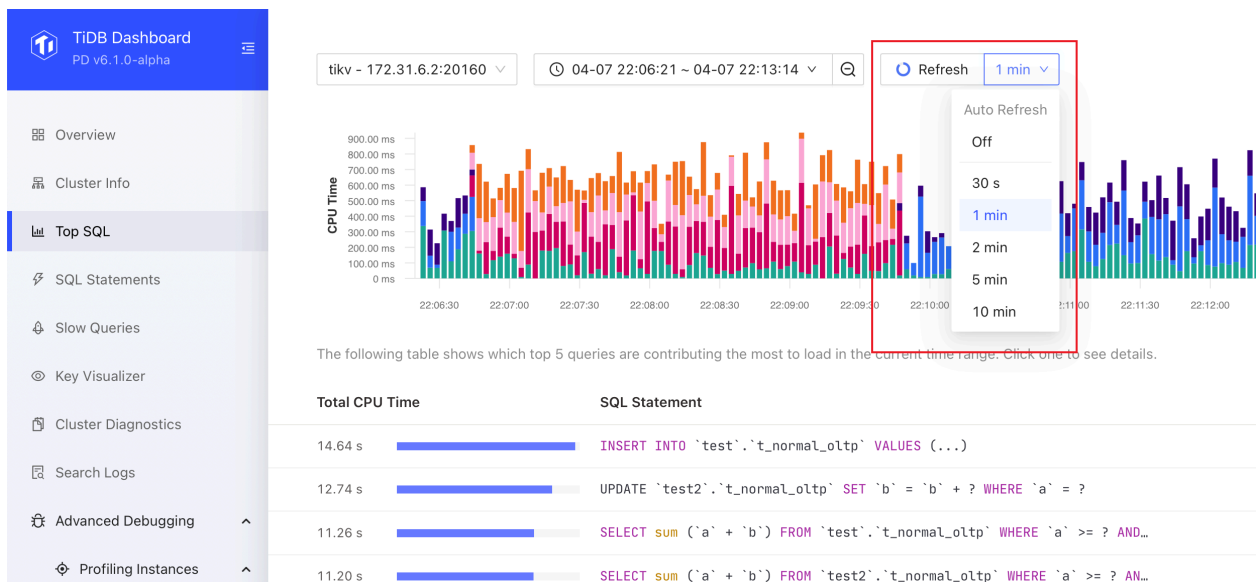 TiDB Dashboard
PD v6.1.0-alpha
Overview
Cluster Info
Top SQL
SQL Statements
Slow Queries
Key Visualizer
Cluster Diagnostics
Search Logs
Advanced Debugging
Profiling Instances
tikv - 172.31.6.2:20160
04-07 22:06:21 ~ 04-07 22:13:14
Refresh
1 min
Auto Refresh
Off
30 s
1 min
2 min
5 min
10 min
CPU Time
900.00 ms
800.00 ms
700.00 ms
600.00 ms
500.00 ms
400.00 ms
300.00 ms
200.00 ms
100.00 ms
0 ms
22:06:30 22:07:00 22:07:30 22:08:00 22:08:30 22:09:00 22:09:30 22:10:00 :11:00 22:11:30 22:12:00
The following table shows which top 5 queries are contributing the most to load in the current time range. Click one to see details.
Total CPU Time SQL Statement
14.64 s INSERT INTO `test`.`t_normal_oltp` VALUES (...)
12.74 s UPDATE `test2`.`t_normal_oltp` SET `b` = `b` + ? WHERE `a` = ?
11.26 s SELECT sum (`a` + `b`) FROM `test`.`t_normal_oltp` WHERE `a` >= ? AND…
11.20 s SELECT sum (`a` + `b`) FROM `test2`.`t_normal_oltp` WHERE `a` >= ? AN…